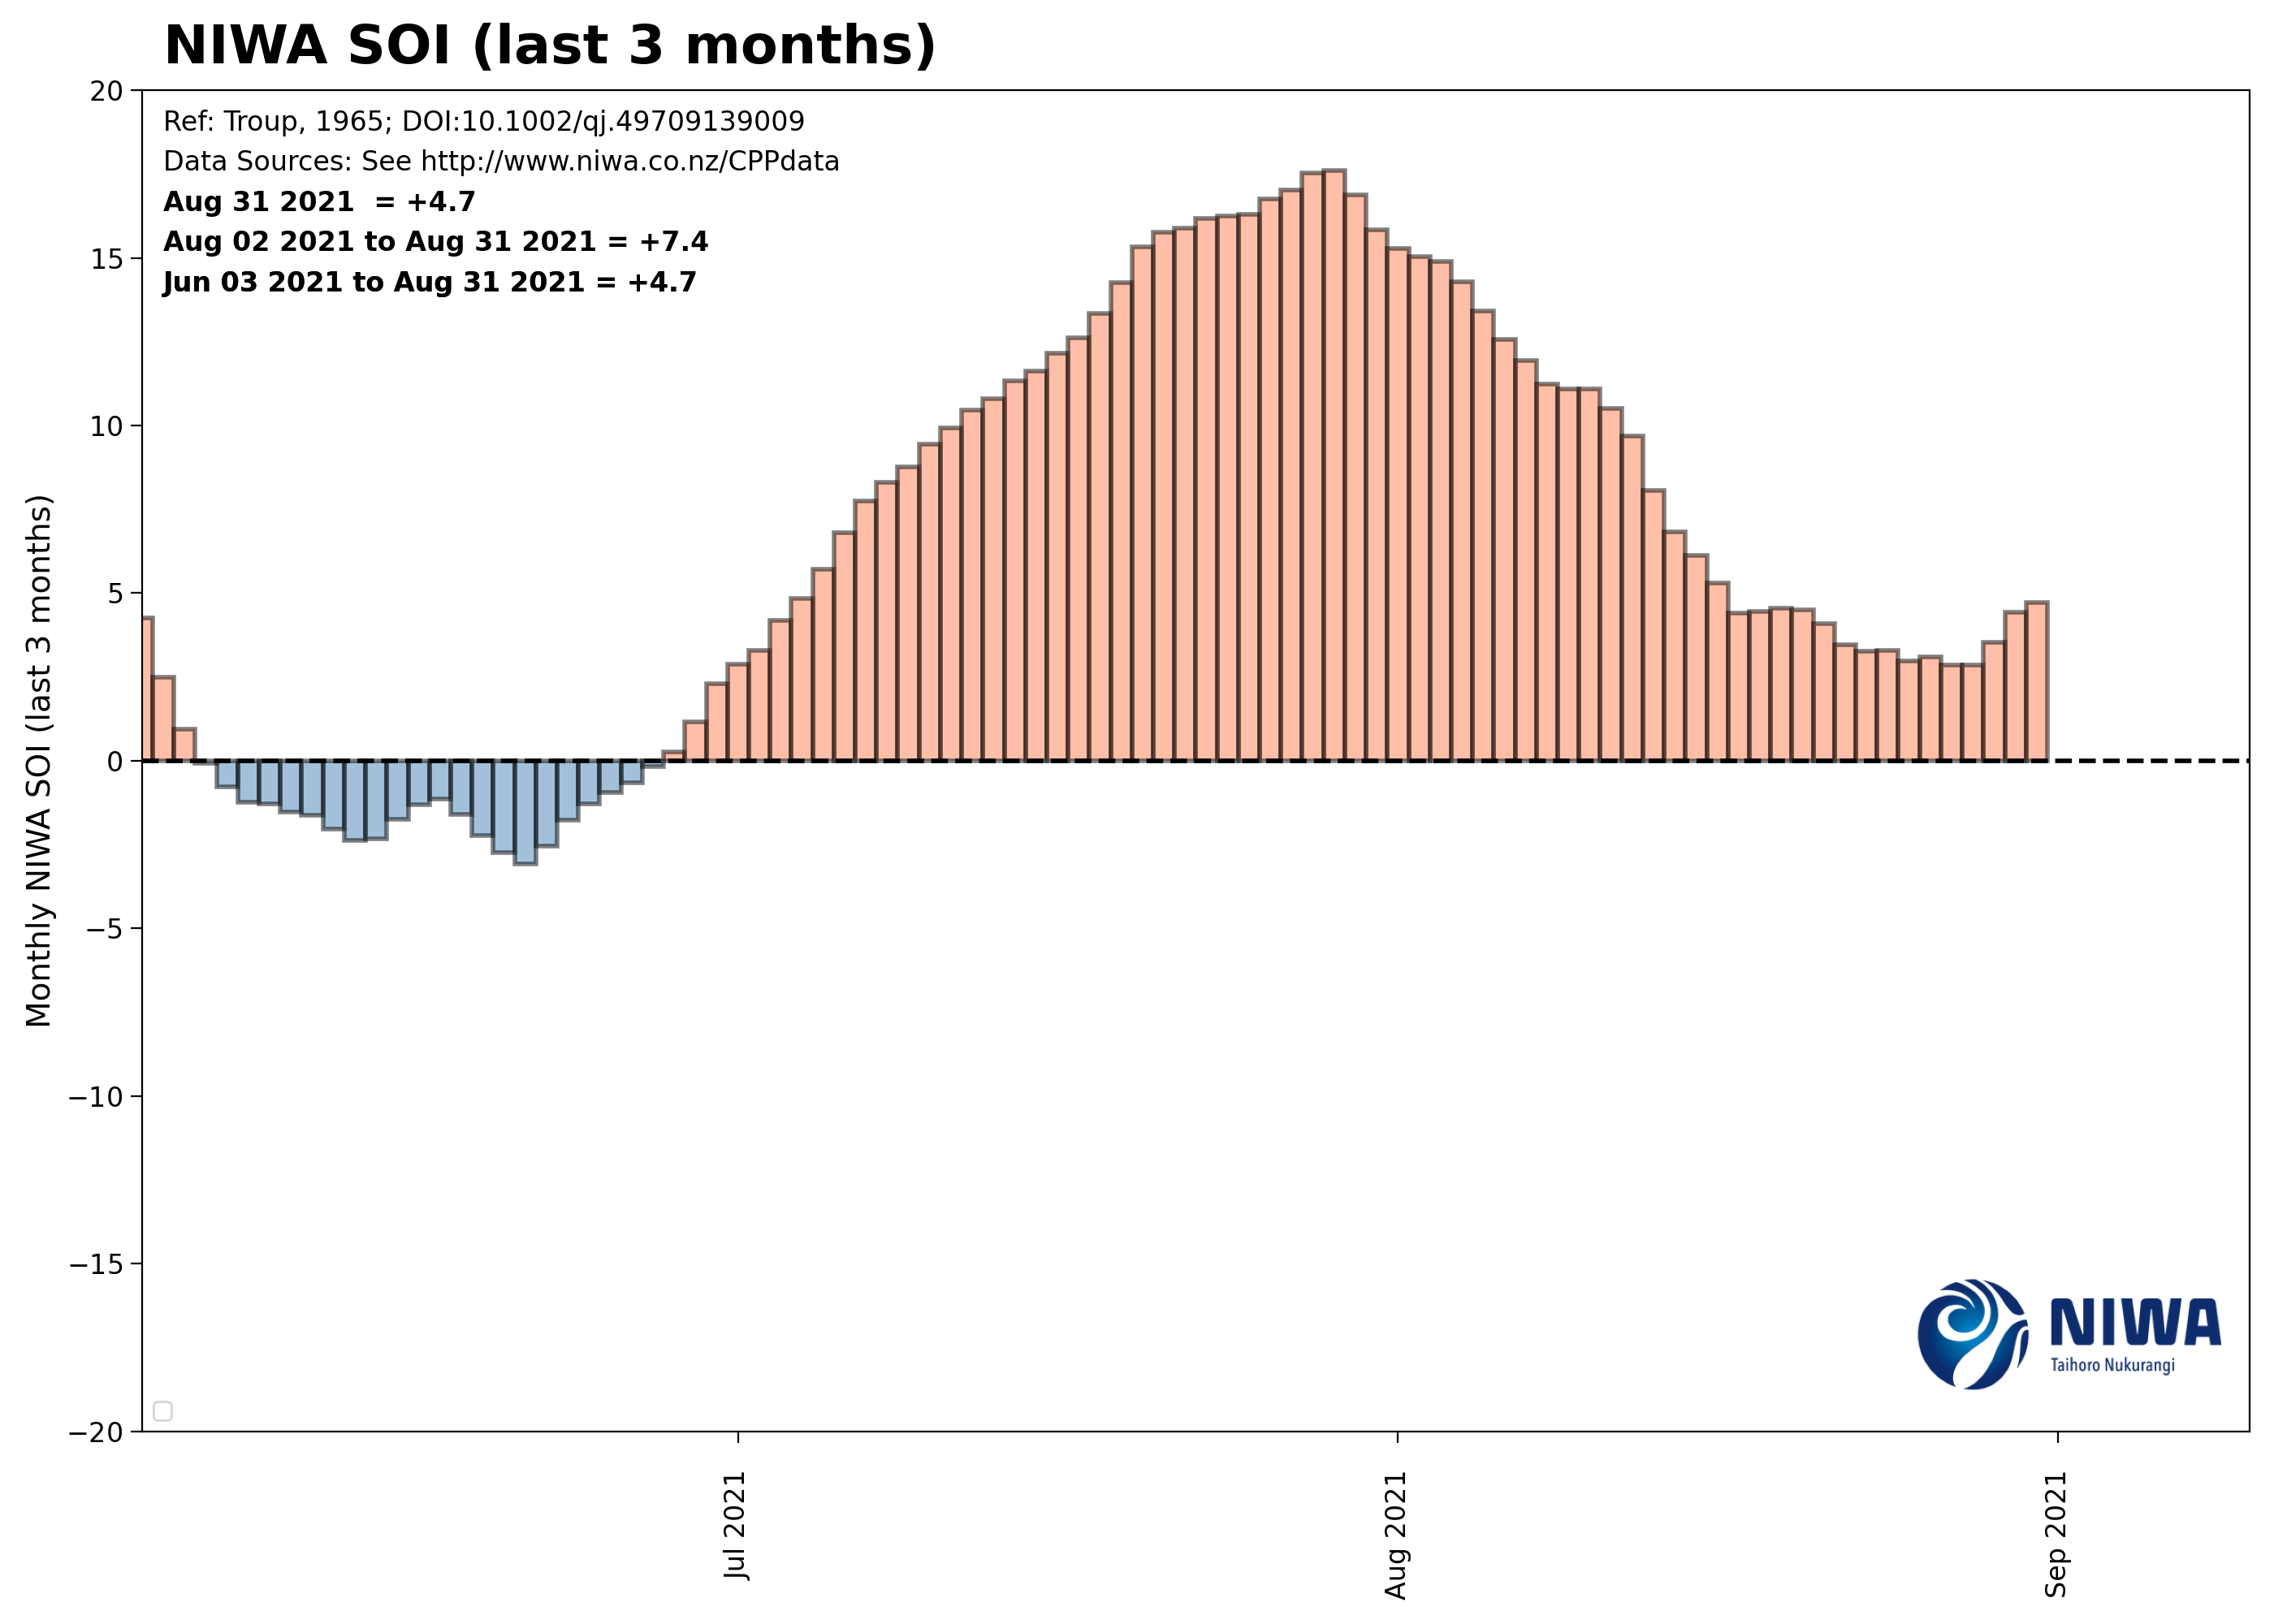 NIWA SOI (last 3 months)
Ref: Troup, 1965; DOI:10.1002/qj.49709139009
Data Sources: See http://www.niwa.co.nz/CPPdata
Aug 31 2021  = +4.7
Aug 02 2021 to Aug 31 2021 = +7.4
Jun 03 2021 to Aug 31 2021 = +4.7
Monthly NIWA SOI (last 3 months)
20
15
10
5
0
−5
−10
−15
−20
Jul 2021
Aug 2021
Sep 2021
NIWA
Taihoro Nukurangi